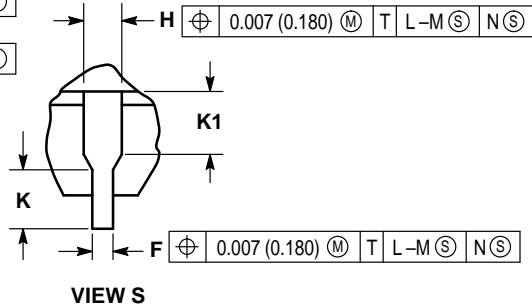 H ⌖ 0.007 (0.180) Ⓜ T L–M Ⓢ N Ⓢ
K1
K
F ⌖ 0.007 (0.180) Ⓜ T L–M Ⓢ N Ⓢ
VIEW S